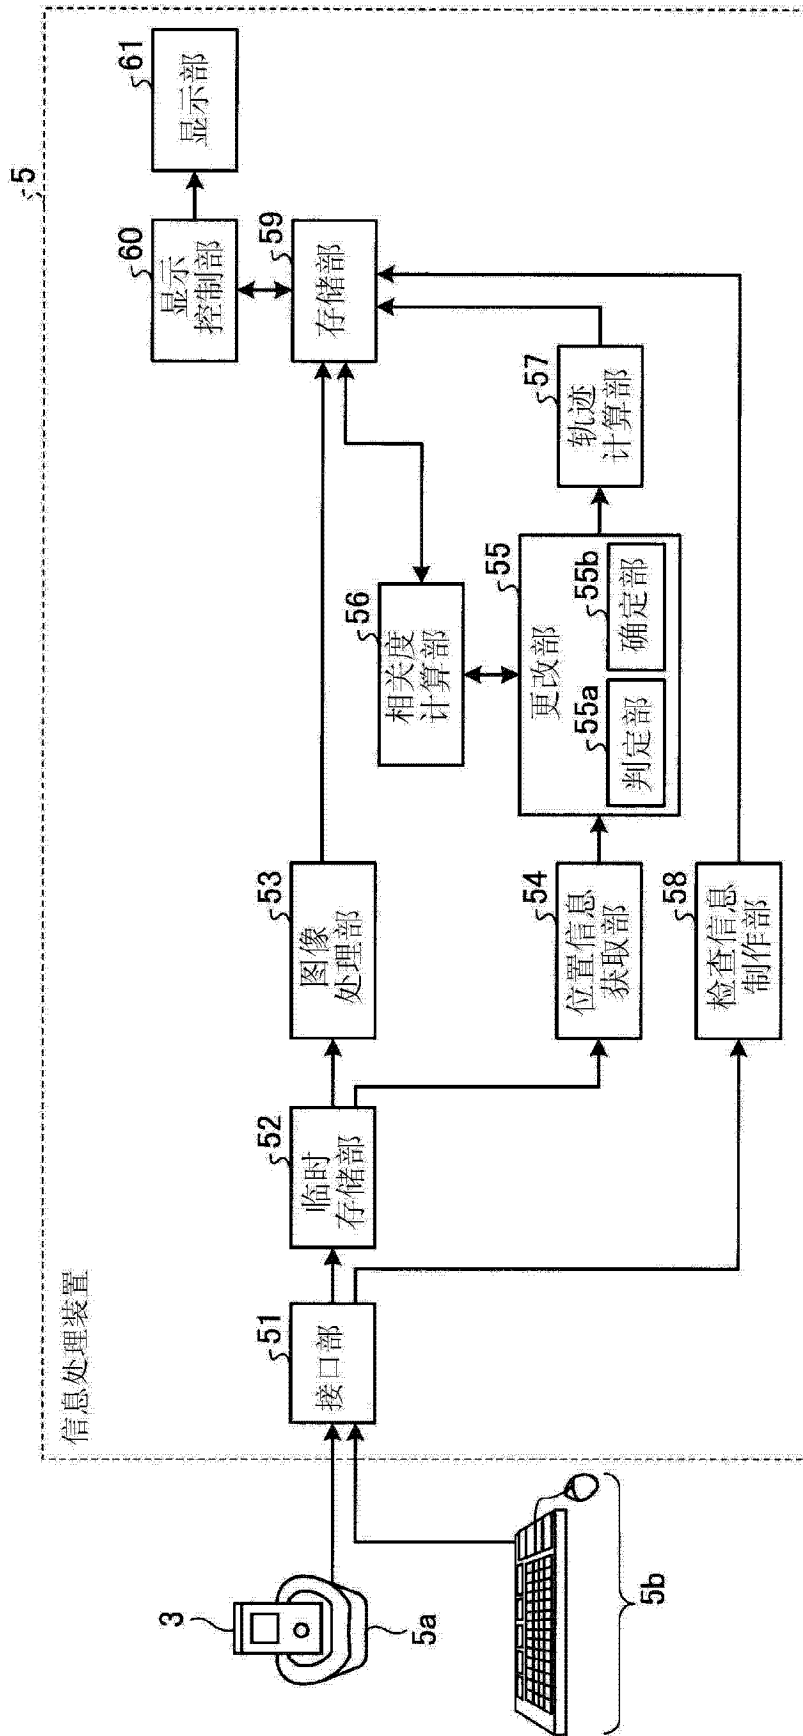 5
信息处理装置
61
显示部
60
显示
控制部
59
存储部
57
轨迹
计算部
56
相关度
计算部
55
更改部
55a
判定部
55b
确定部
53
图像
处理部
54
位置信息
获取部
58
检查信息
制作部
52
临时
存储部
51
接口部
3
5a
5b